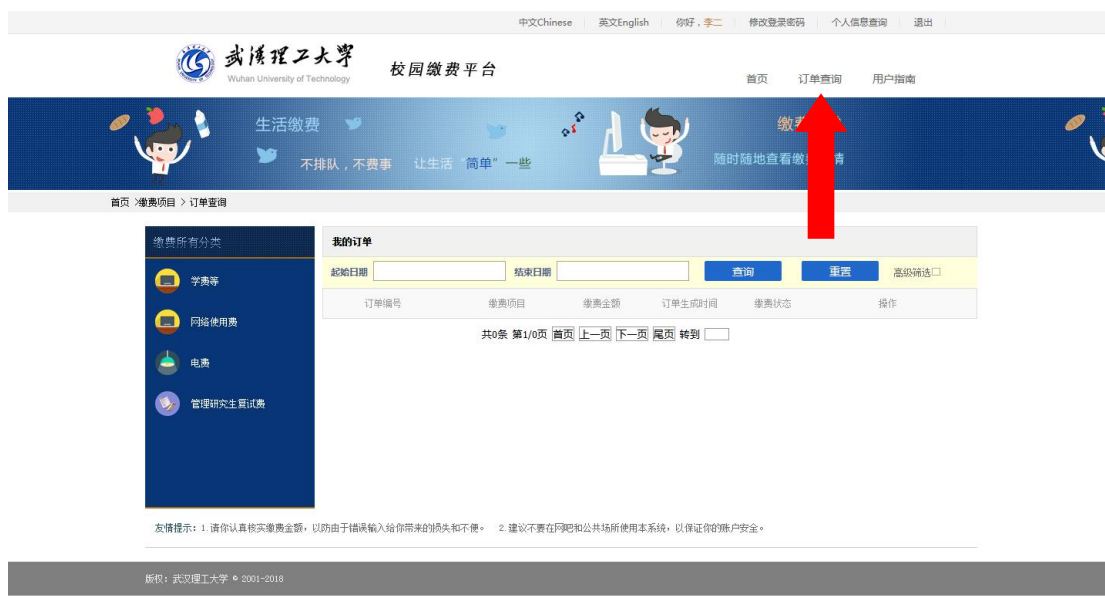 中文Chinese 英文English 你好，李二 修改登录密码 个人信息查询 退出
武汉理工大学
Wuhan University of Technology
校园缴费平台
首页 订单查询 用户指南
生活缴费
不排队，不费事 让生活“简单”一些
缴费
随时随地查看缴 情
首页 >缴费项目 > 订单查询
缴费所有分类
学费等
网络使用费
电费
管理研究生复试费
我的订单
起始日期 结束日期 查询 重置 高级筛选
订单编号 缴费项目 缴费金额 订单生成时间 缴费状态 操作
共0条 第1/0页 首页 上一页 下一页 尾页 转到
友情提示：1.请你认真核实缴费金额，以防由于错误输入给你带来的损失和不便。 2.建议不要在网吧和公共场所使用本系统，以保证你的账户安全。
版权：武汉理工大学 © 2001-2018